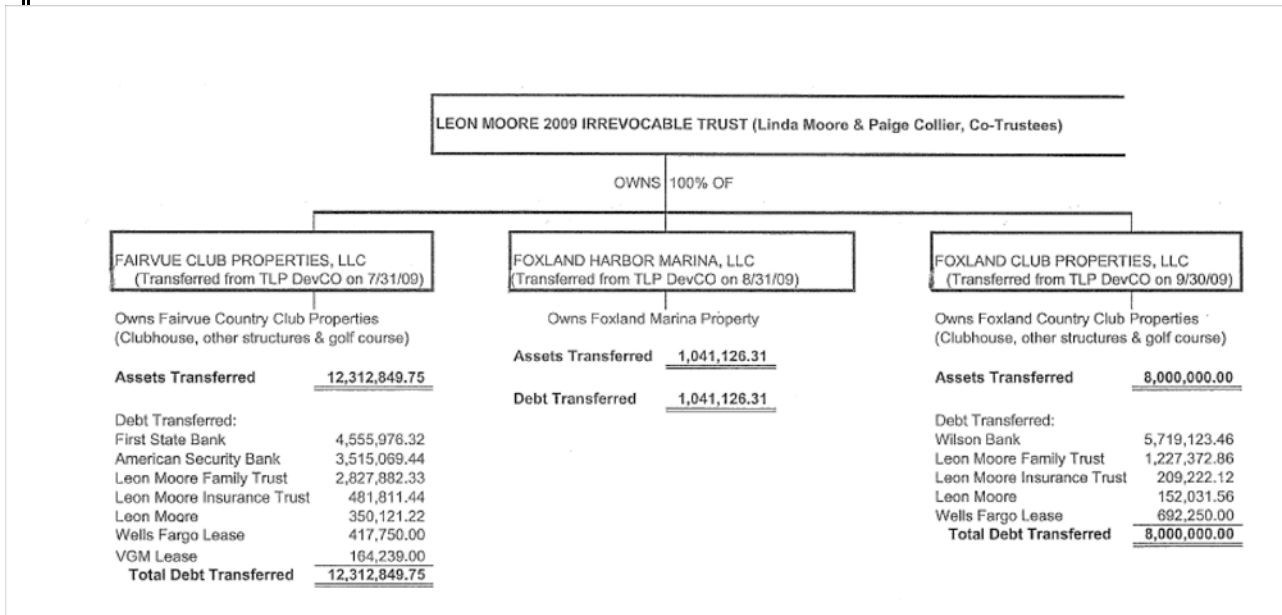 LEON MOORE 2009 IRREVOCABLE TRUST (Linda Moore & Paige Collier, Co-Trustees)
OWNS 100% OF
FAIRVUE CLUB PROPERTIES, LLC
(Transferred from TLP DevCO on 7/31/09)
Owns Fairvue Country Club Properties
(Clubhouse, other structures & golf course)
Assets Transferred 12,312,849.75
Debt Transferred:
First State Bank 4,555,976.32
American Security Bank 3,515,069.44
Leon Moore Family Trust 2,827,882.33
Leon Moore Insurance Trust 481,811.44
Leon Moore 350,121.22
Wells Fargo Lease 417,750.00
VGM Lease 164,239.00
Total Debt Transferred 12,312,849.75
FOXLAND HARBOR MARINA, LLC
(Transferred from TLP DevCO on 8/31/09)
Owns Foxland Marina Property
Assets Transferred 1,041,126.31
Debt Transferred 1,041,126.31
FOXLAND CLUB PROPERTIES, LLC
(Transferred from TLP DevCO on 9/30/09)
Owns Foxland Country Club Properties
(Clubhouse, other structures & golf course)
Assets Transferred 8,000,000.00
Debt Transferred:
Wilson Bank 5,719,123.46
Leon Moore Family Trust 1,227,372.86
Leon Moore Insurance Trust 209,222.12
Leon Moore 152,031.56
Wells Fargo Lease 692,250.00
Total Debt Transferred 8,000,000.00